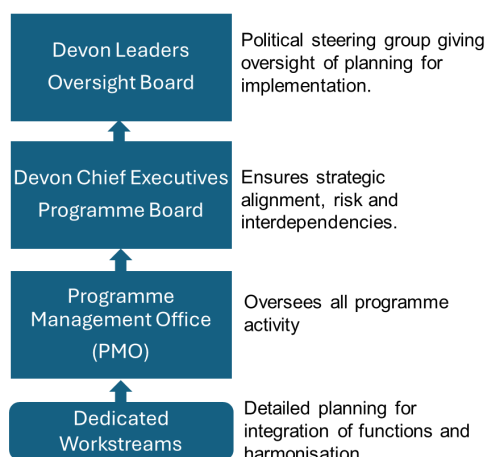 Devon Leaders
Oversight Board
Political steering group giving
oversight of planning for
implementation.
Devon Chief Executives
Programme Board
Ensures strategic
alignment, risk and
interdependencies.
Programme
Management Office
(PMO)
Oversees all programme
activity
Dedicated
Workstreams
Detailed planning for
integration of functions and
harmonisation